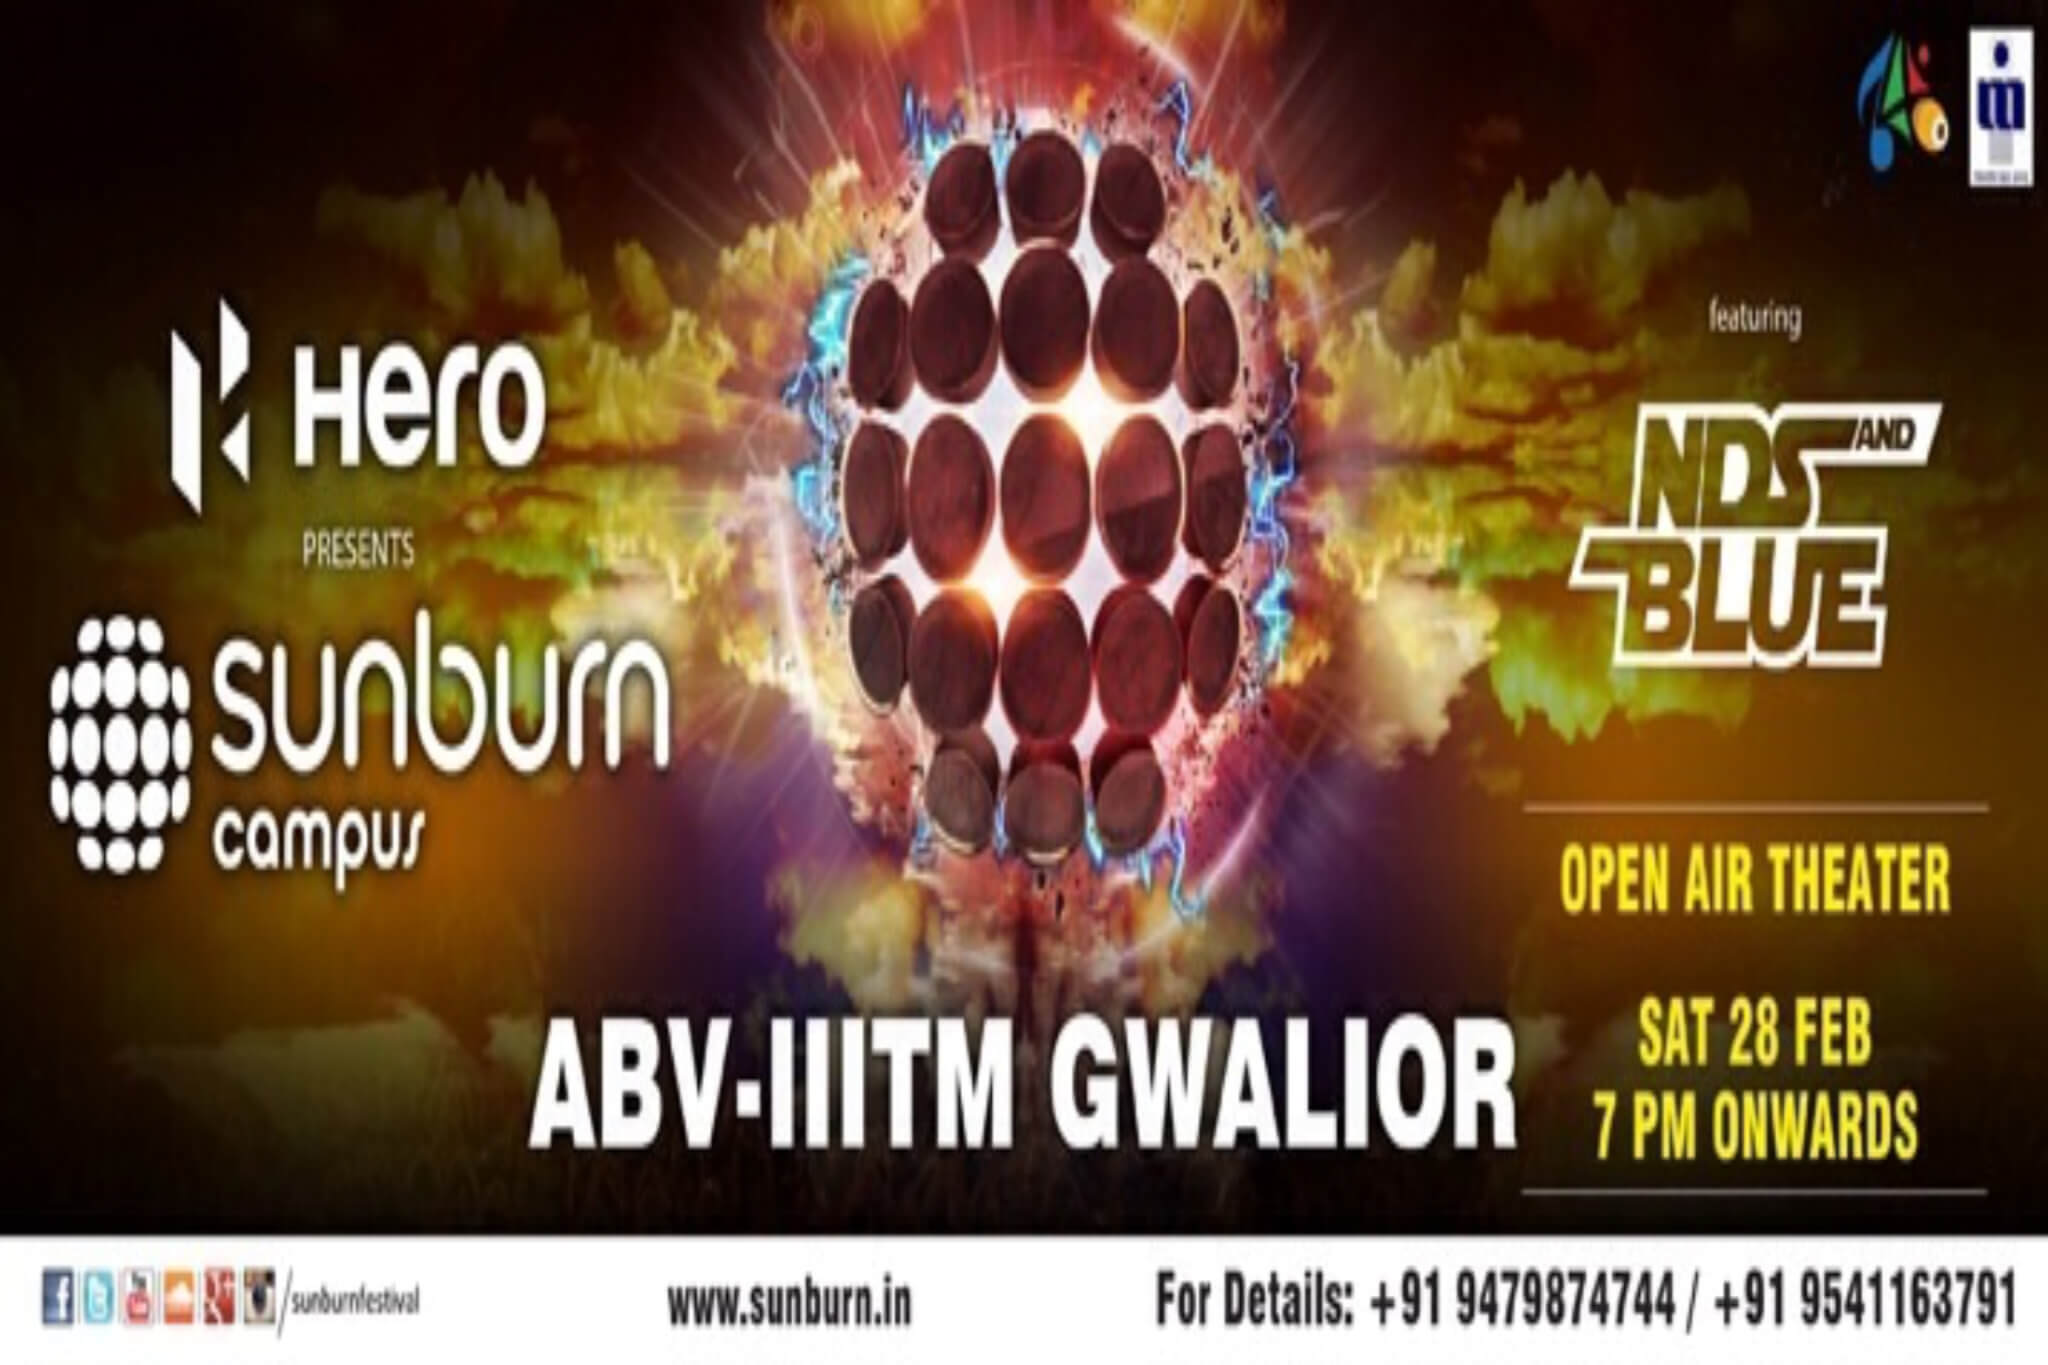 Hero
PRESENTS
sunburn
campus
featuring
NDS AND
BLUE
OPEN AIR THEATER
SAT 28 FEB
7 PM ONWARDS
ABV-IIITM GWALIOR
/sunburnfestival
www.sunburn.in
For Details: +91 9479874744 / +91 9541163791